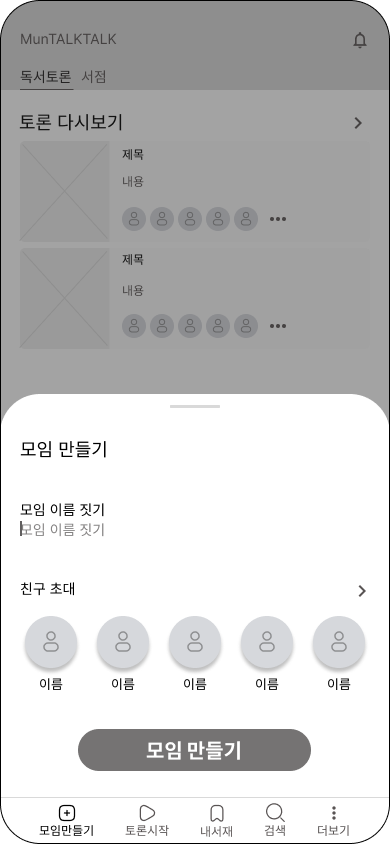 MunTALKTALK
독서토론 서점
토론 다시보기
제목
내용
제목
내용
모임 만들기
모임 이름 짓기
모임 이름 짓기
친구 초대
이름 이름 이름 이름 이름
모임 만들기
모임만들기 토론시작 내서재 검색 더보기